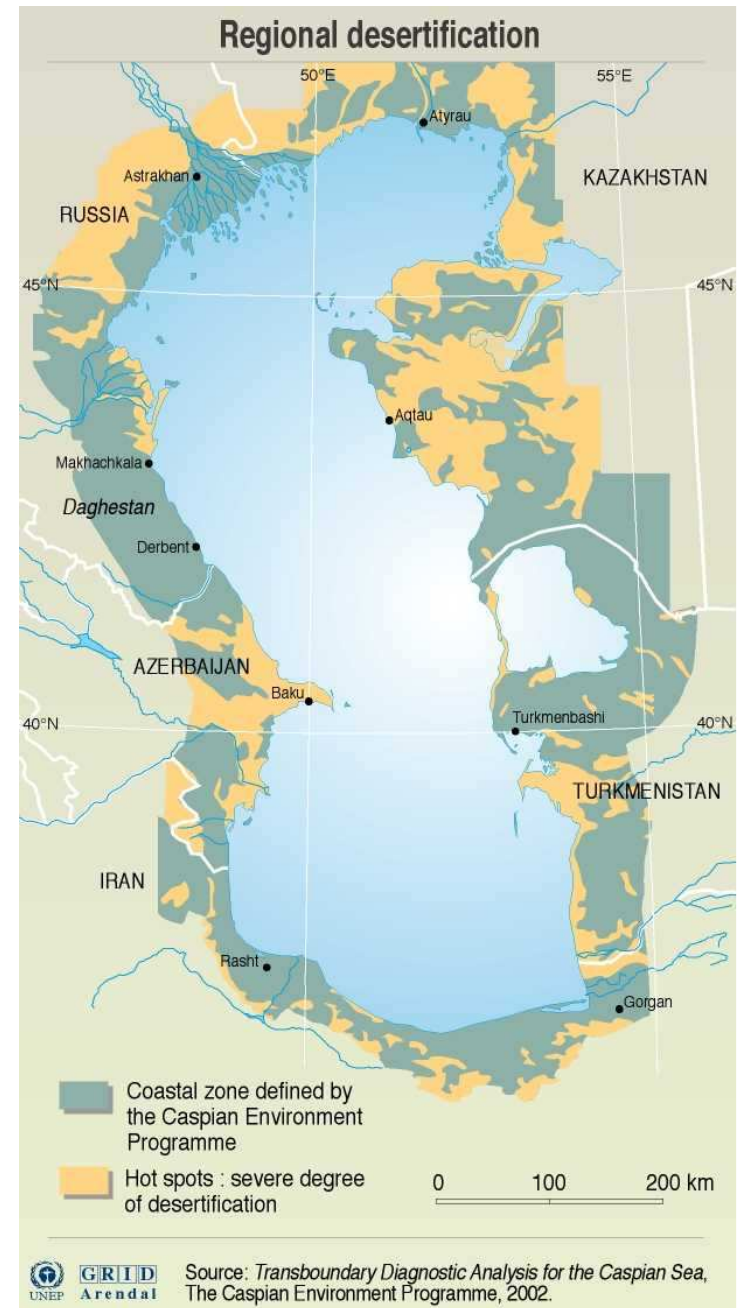 Regional desertification
50°E
55°E
Atyrau
Astrakhan
KAZAKHSTAN
RUSSIA
45°N
45°N
Aqtau
Makhachkala
Daghestan
Derbent
AZERBAIJAN
Baku
40°N
Turkmenbashi
40°N
TURKMENISTAN
IRAN
Rasht
Gorgan
Coastal zone defined by
the Caspian Environment
Programme
Hot spots : severe degree
of desertification
0 100 200 km
UNEP
GRID
Arendal
Source: Transboundary Diagnostic Analysis for the Caspian Sea,
The Caspian Environment Programme, 2002.